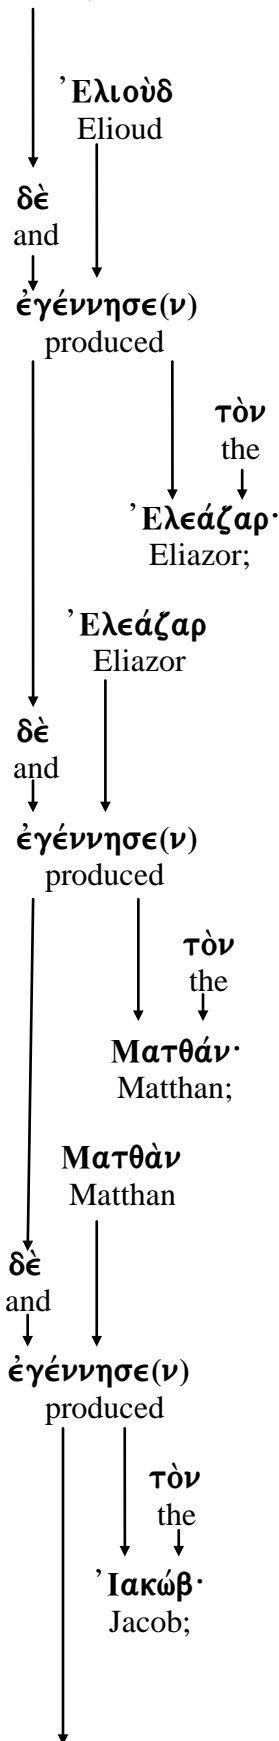 Ἐλιοὺδ
Elioud
δὲ
and
ἐγέννησε(ν)
produced
τὸν
the
Ἐλεάζαρ·
Eliazor;
Ἐλεάζαρ
Eliazor
δὲ
and
ἐγέννησε(ν)
produced
τὸν
the
Ματθάν·
Matthan;
Ματθὰν
Matthan
δὲ
and
ἐγέννησε(ν)
produced
τὸν
the
Ἰακώβ·
Jacob;